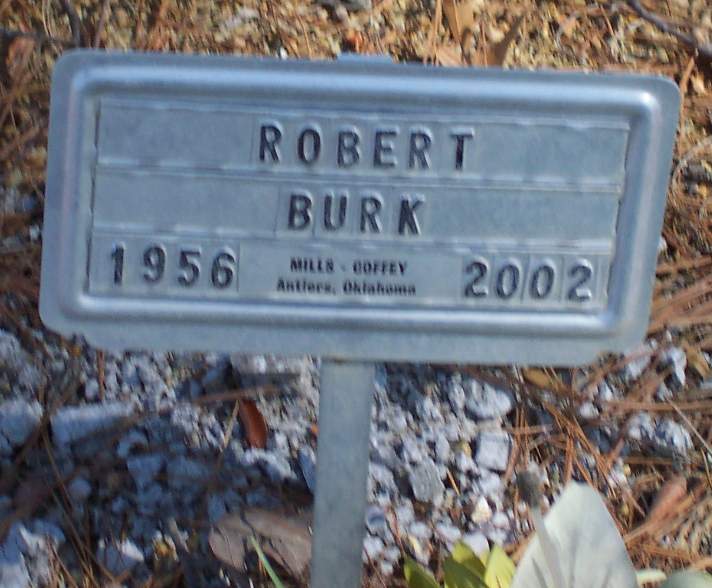 ROBERT
BURK
1956 MILLS - COFFEY 2002
Antlers, Oklahoma